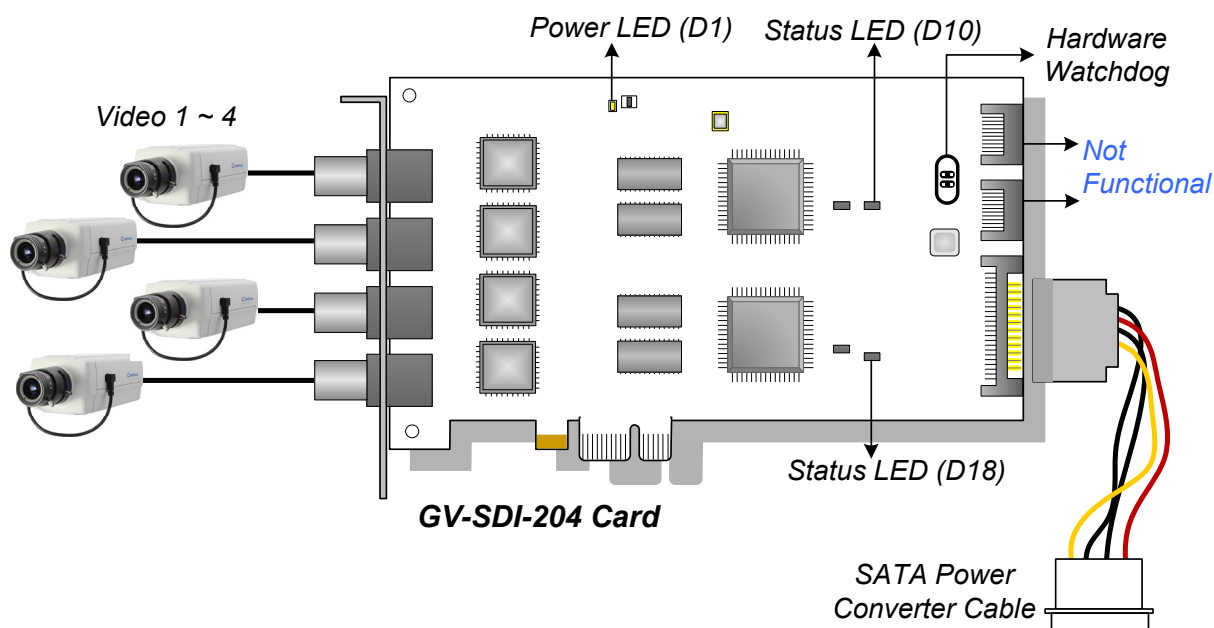 Power LED (D1)
Status LED (D10)
Hardware
Watchdog
Video 1 ~ 4
Not
Functional
Status LED (D18)
GV-SDI-204 Card
SATA Power
Converter Cable